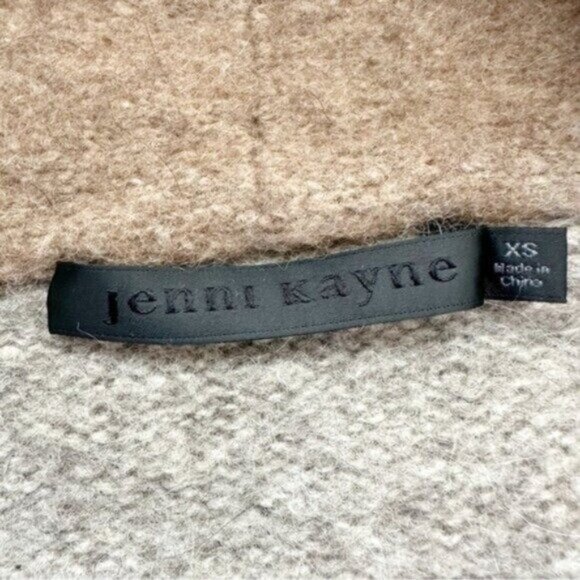 jenni kayne
XS
Made in
China